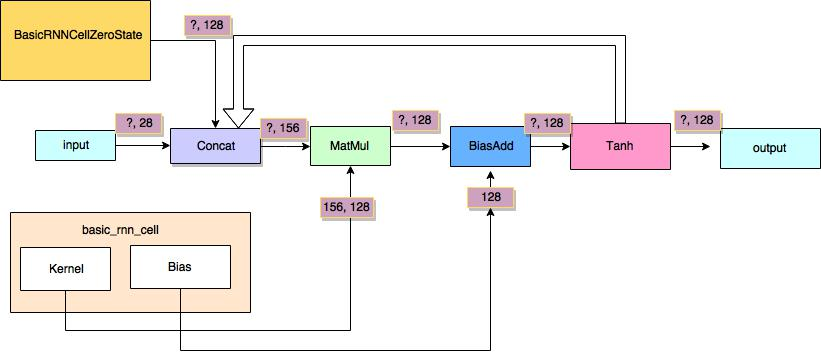 ?, 128
BasicRNNCellZeroState
?, 28
?, 156
?, 128
?, 128
?, 128
input
Concat
MatMul
BiasAdd
Tanh
output
156, 128
128
basic_rnn_cell
Kernel
Bias